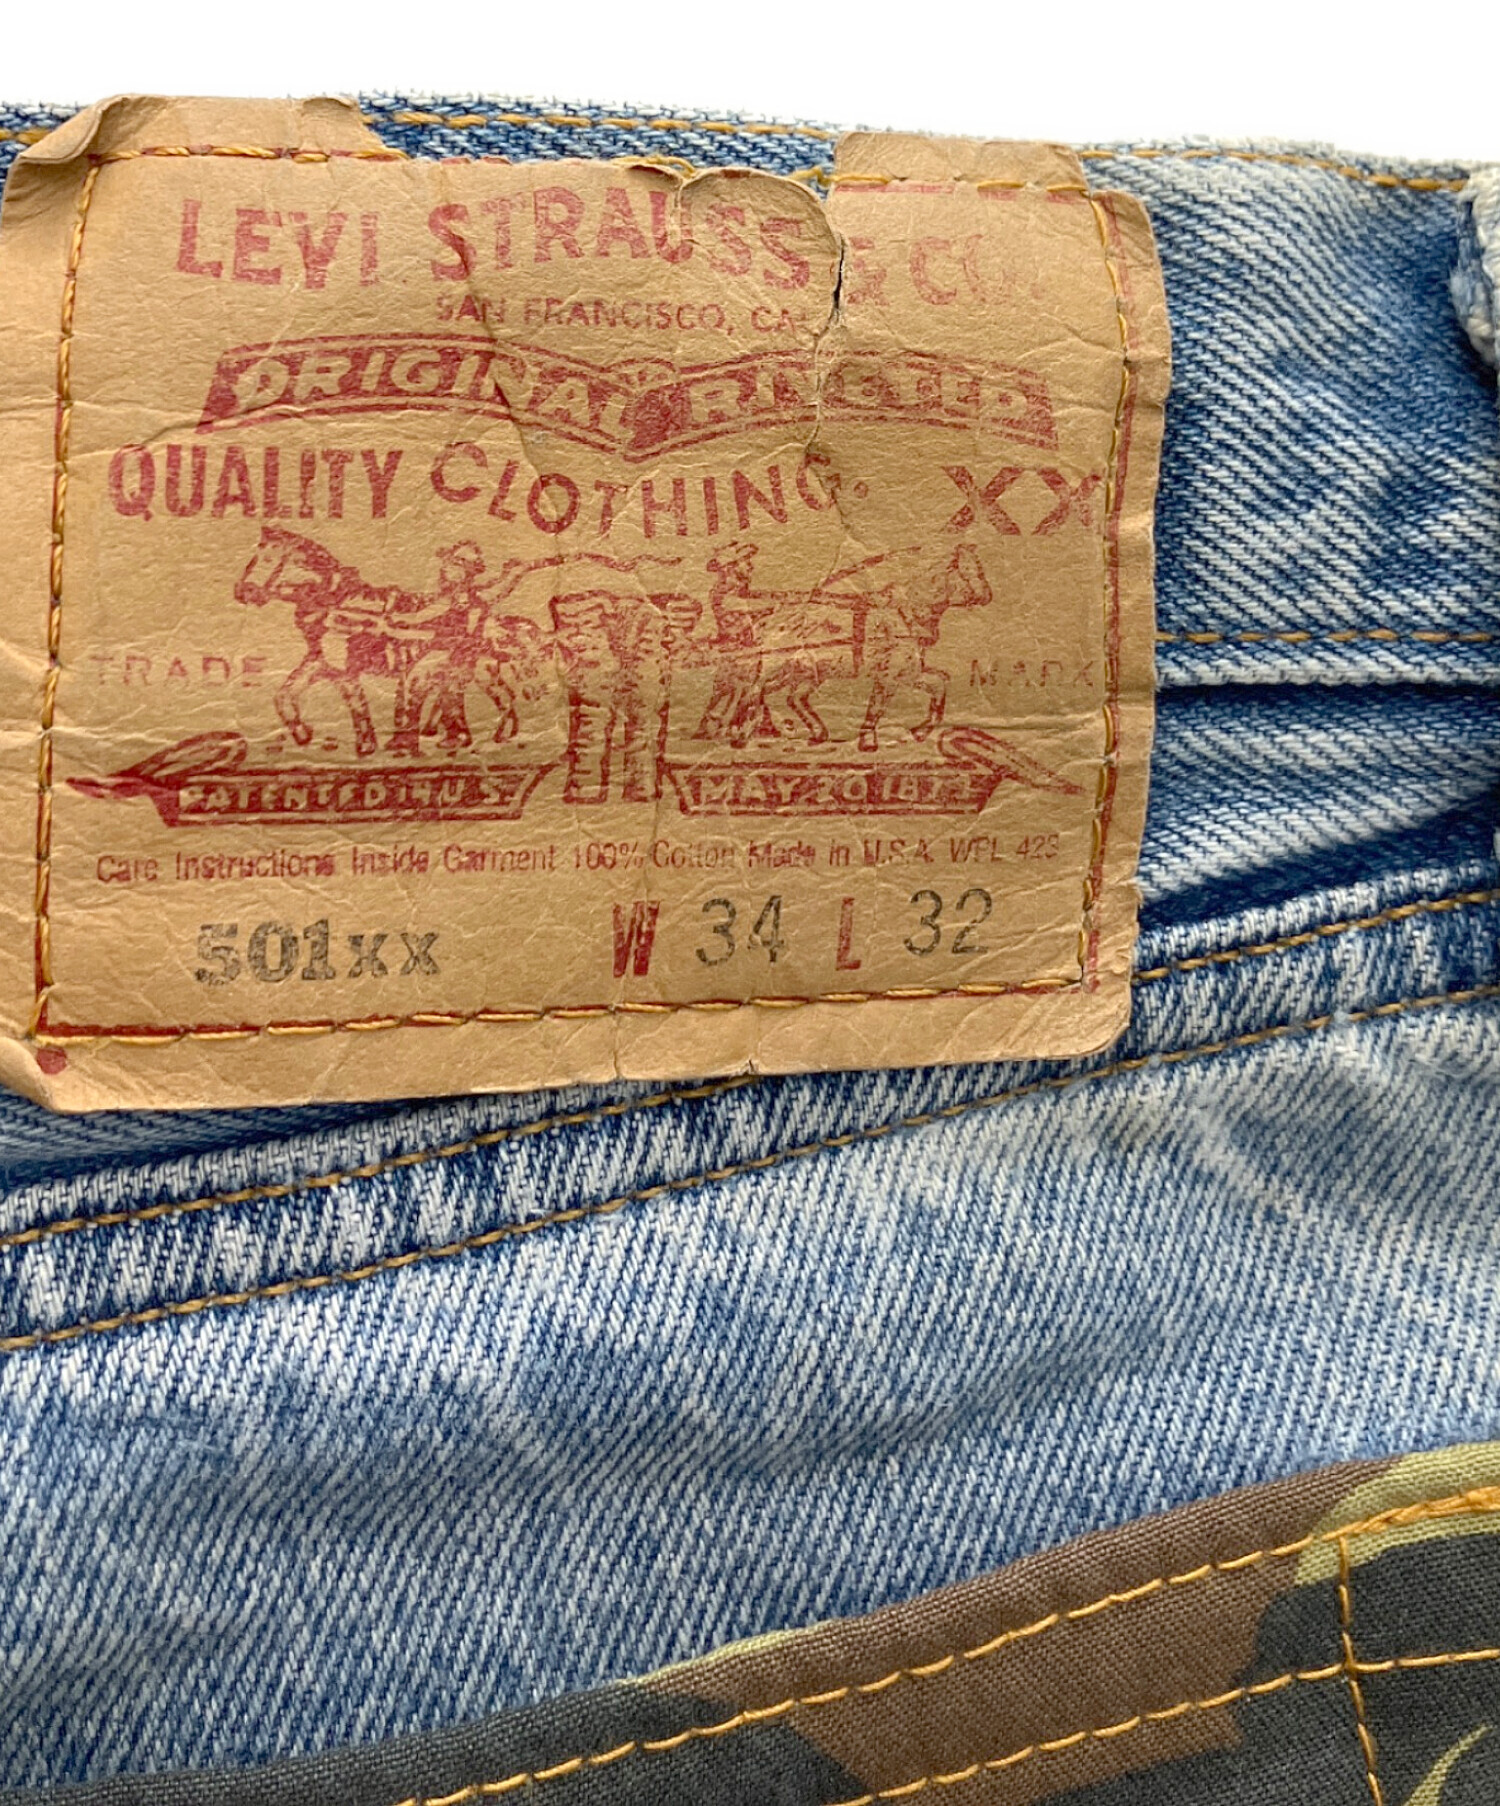 LEVI STRAUSS & CO.
SAN FRANCISCO, CAL
ORIGINAL RIVETED
QUALITY CLOTHING. XX
TRADE MARK
PATENTED IN U.S. MAY 20 1873
Care Instructions Inside Garment 100% Cotton Made in U.S.A. WPL 423
501xx W 34 L 32